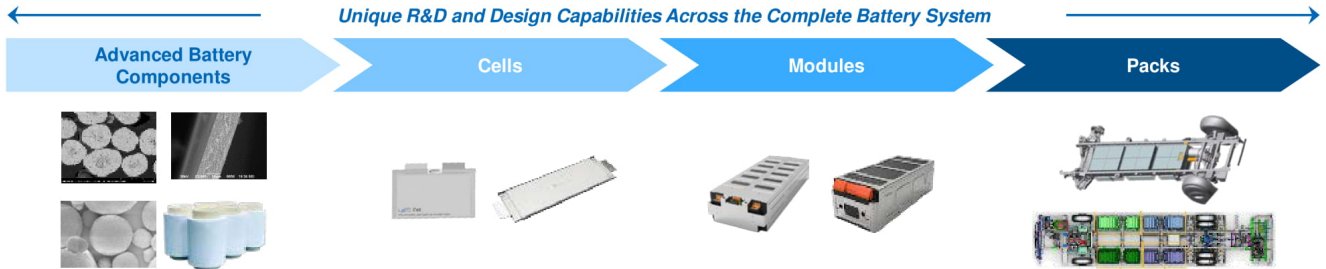 Unique R&D and Design Capabilities Across the Complete Battery System
Advanced Battery
Components
Cells
Modules
Packs